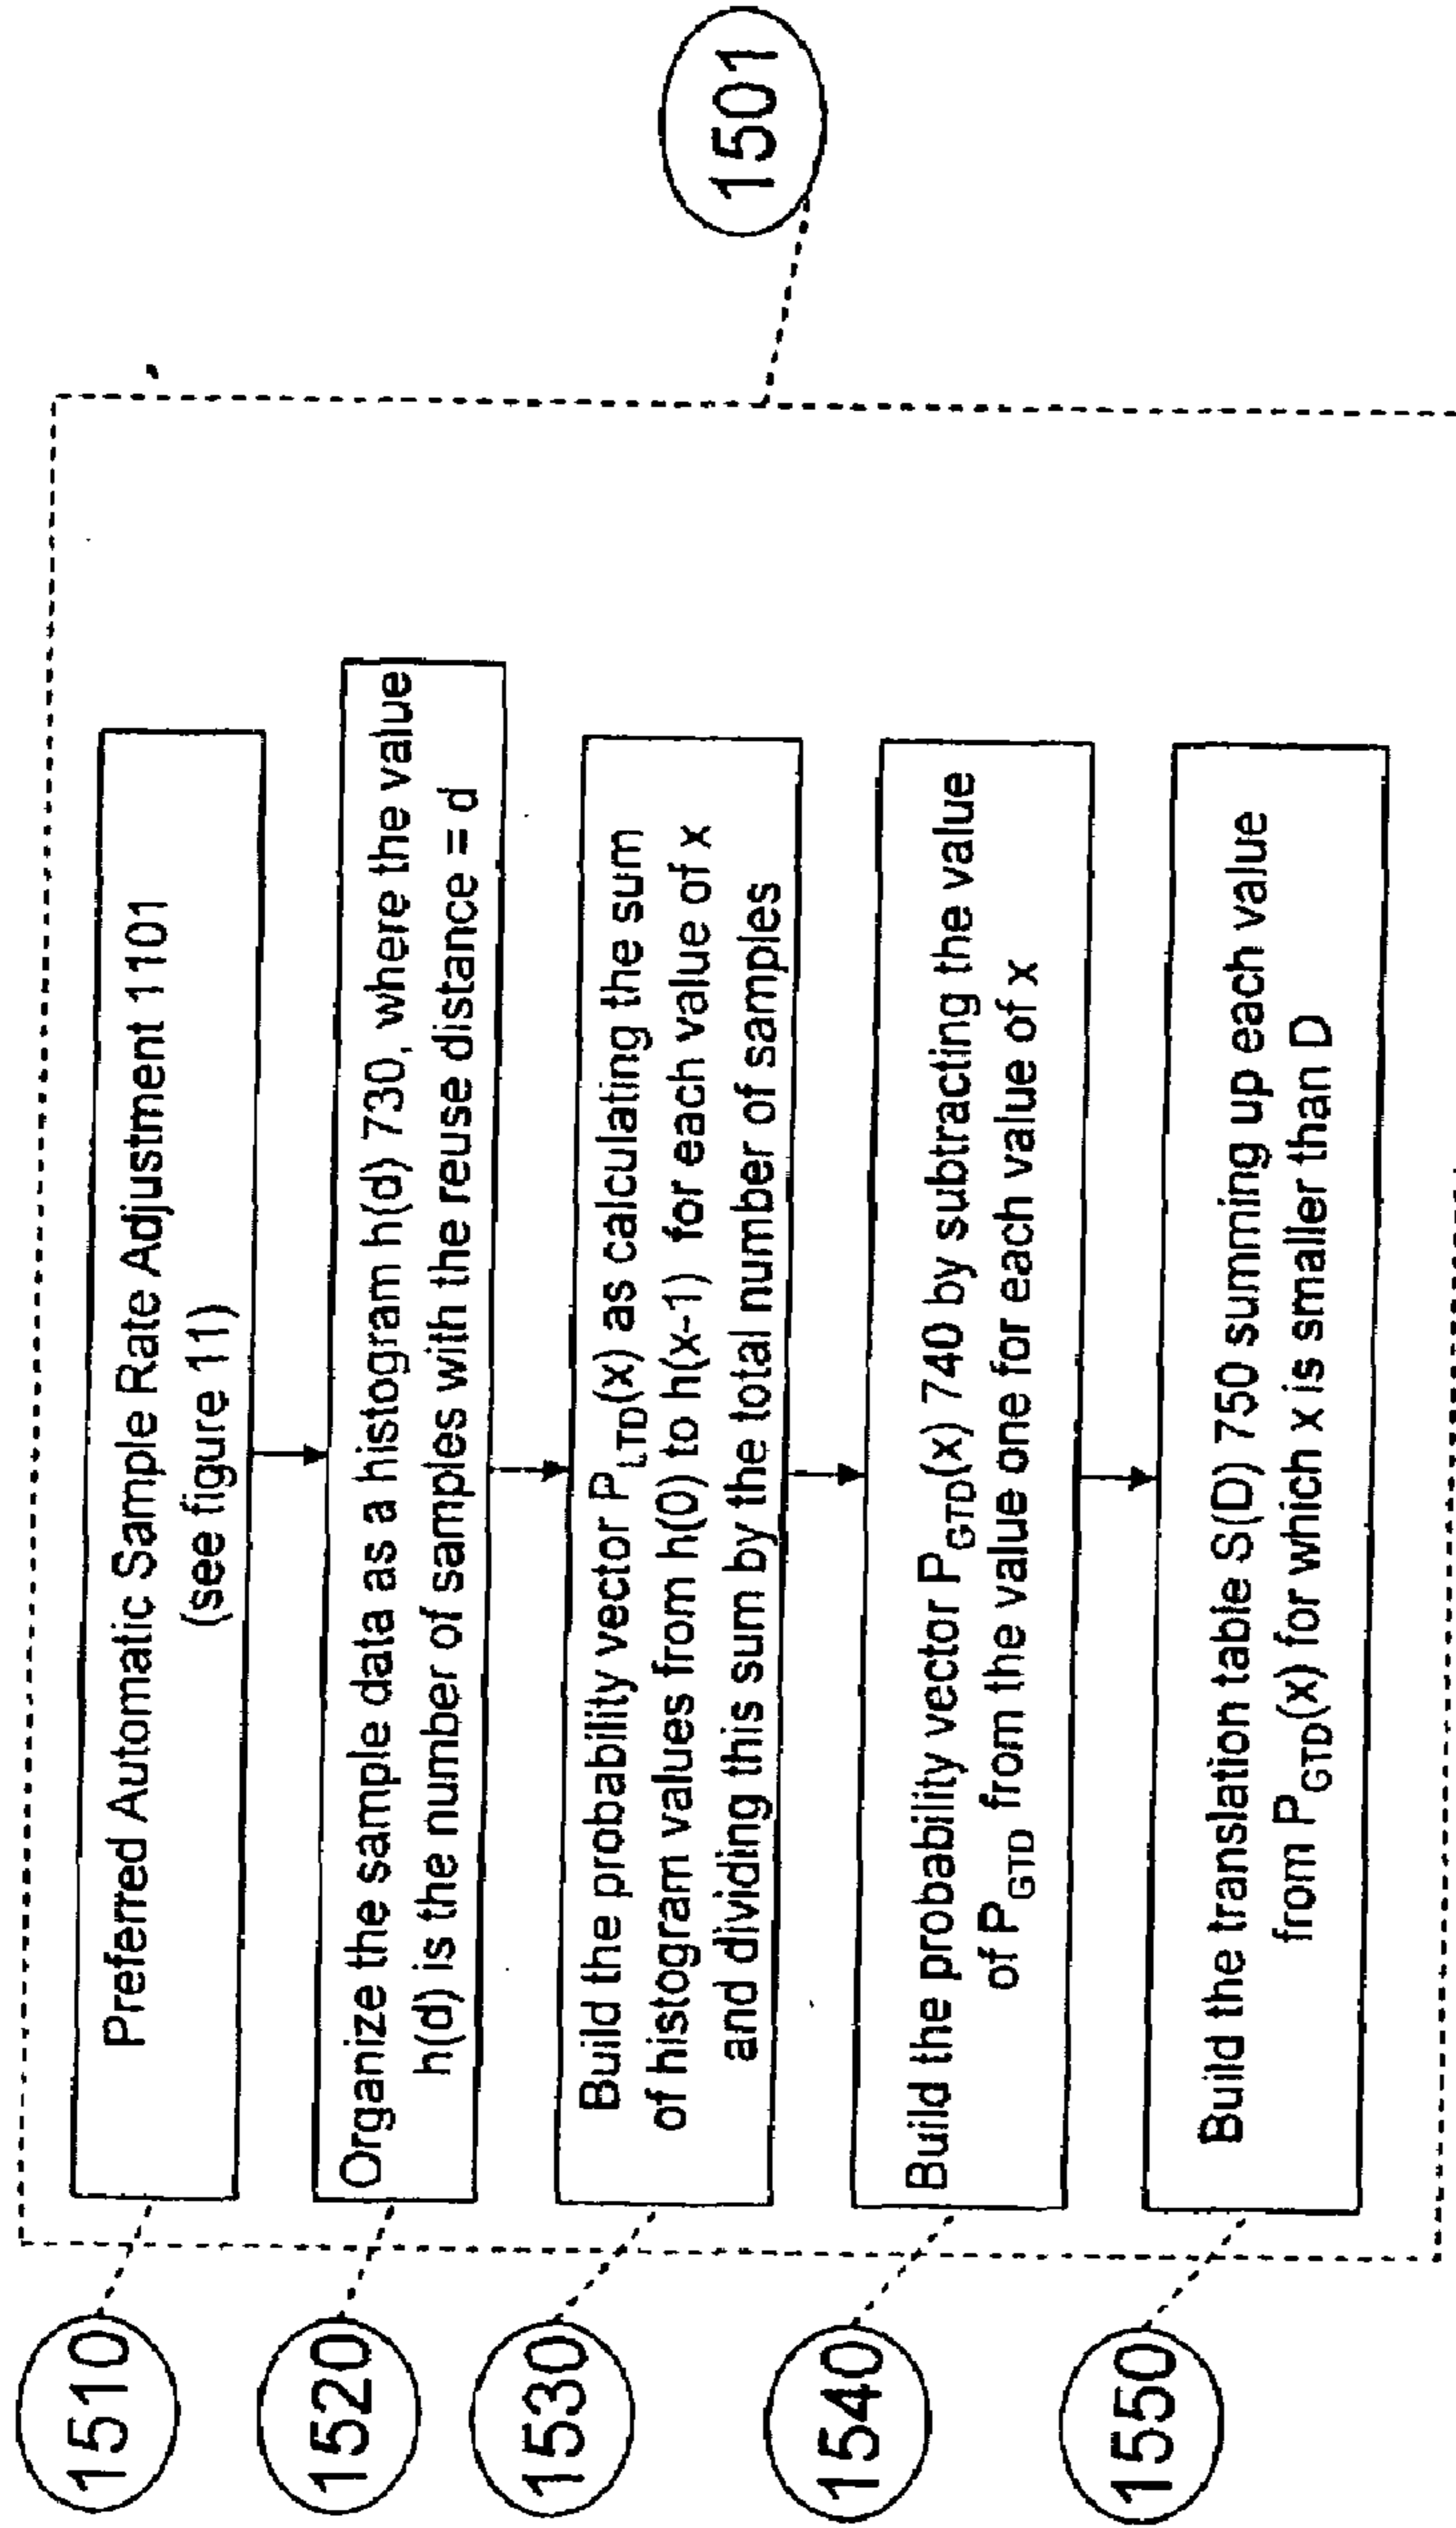 1510
Preferred Automatic Sample Rate Adjustment 1101
(see figure 11)
1520
Organize the sample data as a histogram h(d) 730, where the value
h(d) is the number of samples with the reuse distance = d
1530
Build the probability vector P_LTD(x) as calculating the sum
of histogram values from h(0) to h(x-1) for each value of x
and dividing this sum by the total number of samples
1540
Build the probability vector P_GTD(x) 740 by subtracting the value
of P_GTD from the value one for each value of x
1550
Build the translation table S(D) 750 summing up each value
from P_GTD(x) for which x is smaller than D
1501